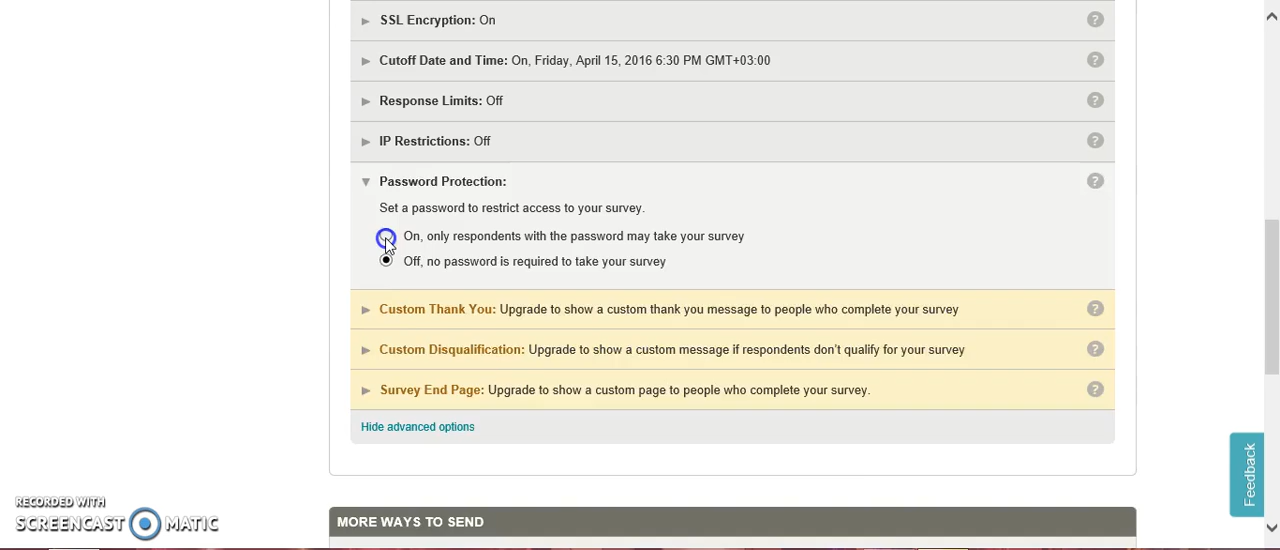 SSL Encryption: On
Cutoff Date and Time: On, Friday, April 15, 2016 6:30 PM GMT+03:00
Response Limits: Off
IP Restrictions: Off
Password Protection:
Set a password to restrict access to your survey.
On, only respondents with the password may take your survey
Off, no password is required to take your survey
Custom Thank You: Upgrade to show a custom thank you message to people who complete your survey
Custom Disqualification: Upgrade to show a custom message if respondents don't qualify for your survey
Survey End Page: Upgrade to show a custom page to people who complete your survey.
Hide advanced options
Feedback
RECORDED WITH
SCREENCAST MATIC
MORE WAYS TO SEND